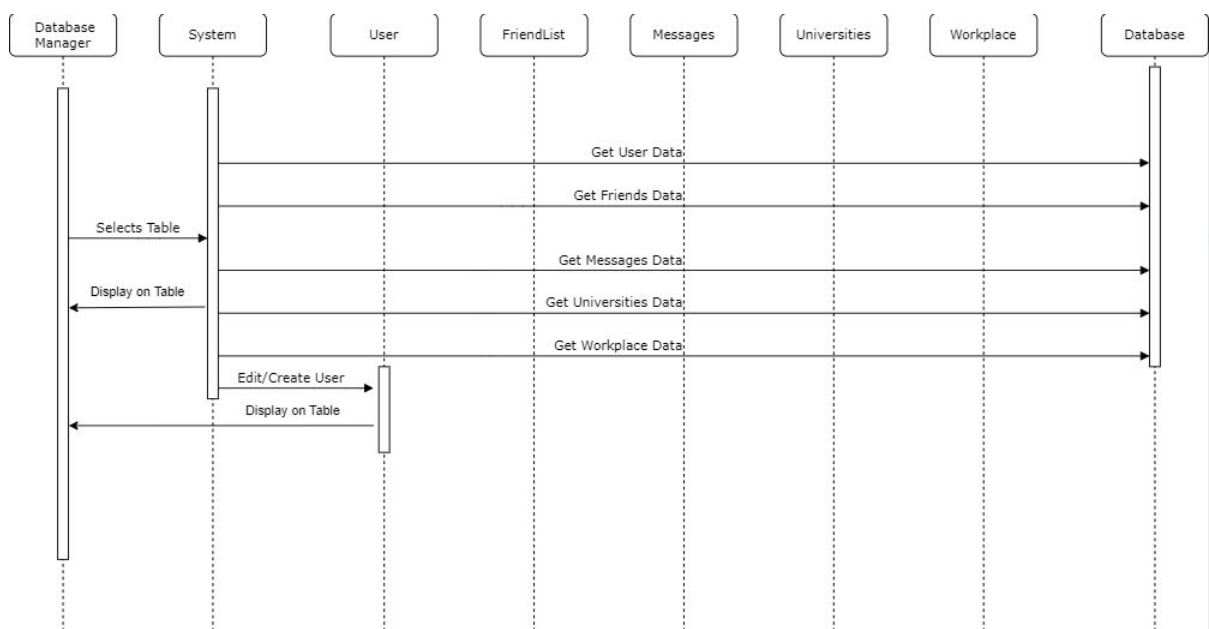 Database
Manager
System
User
FriendList
Messages
Universities
Workplace
Database
Get User Data
Get Friends Data
Selects Table
Get Messages Data
Display on Table
Get Universities Data
Get Workplace Data
Edit/Create User
Display on Table